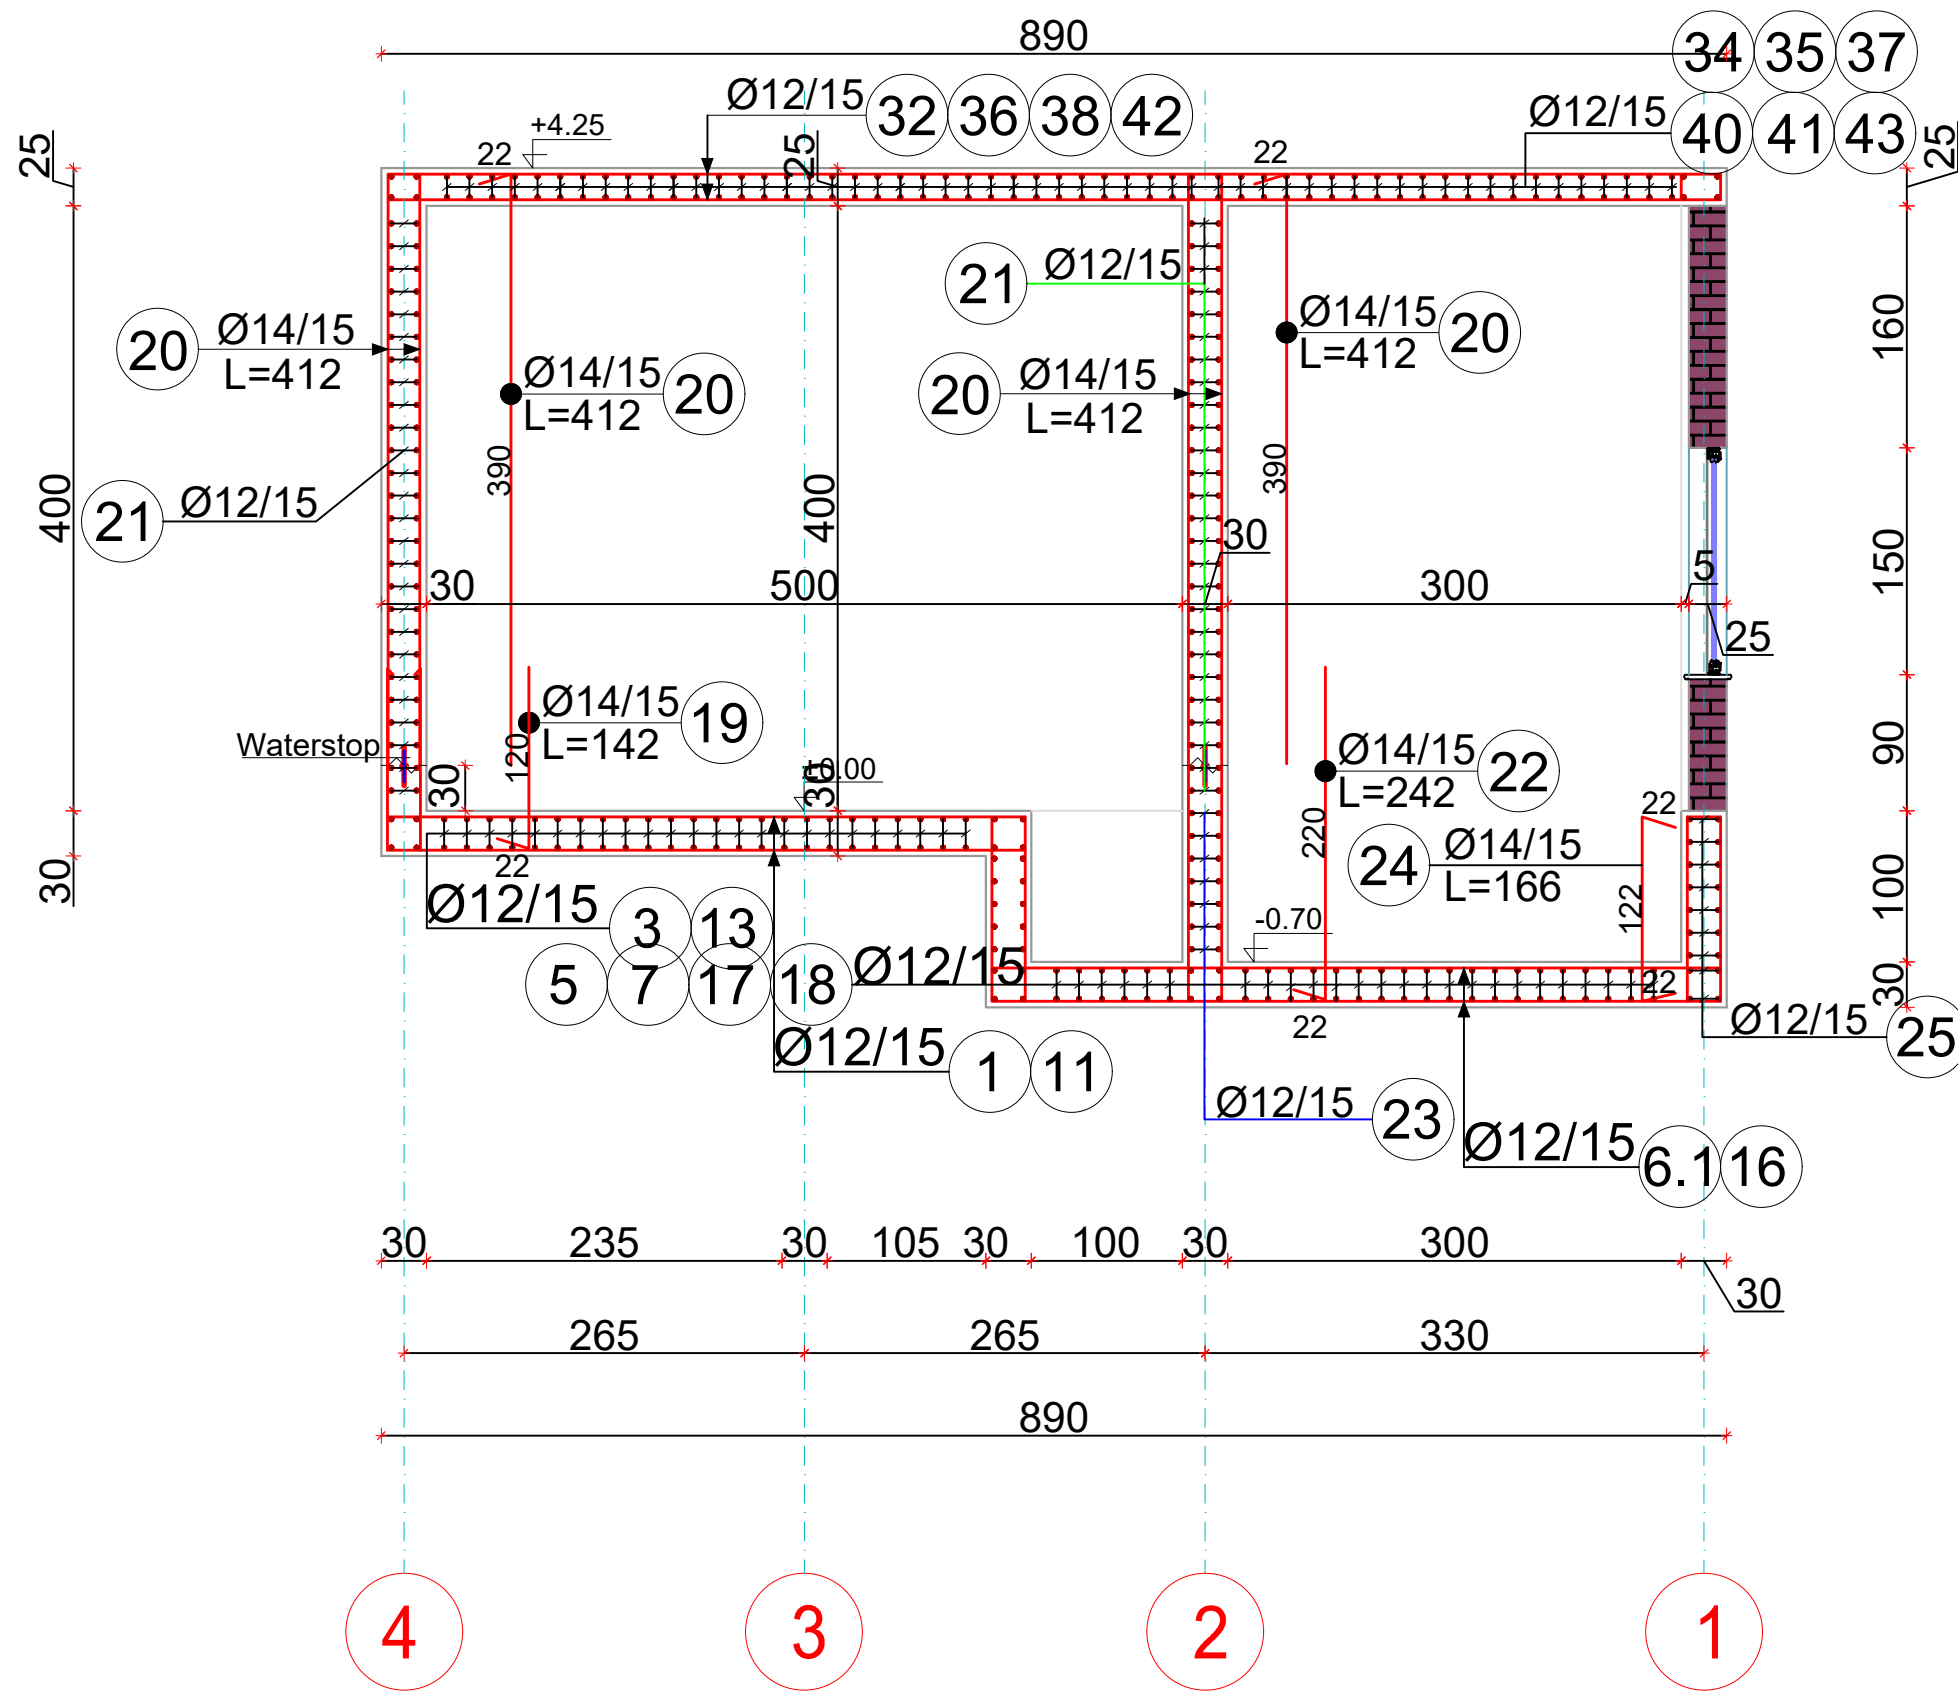 890
34 35 37
Ø12/15 32 36 38 42
Ø12/15 40 41 43
25
+4.25
25
25
22
22
21 Ø12/15
160
20 Ø14/15
L=412
Ø14/15 20
L=412
20 Ø14/15
L=412
Ø14/15 20
L=412
390
390
400
400
21 Ø12/15
30
150
30
500
300
5
25
Ø14/15 19
L=142
120
Waterstop
30
±0.00
30
Ø14/15 22
L=242
220
90
22
30
22
24 Ø14/15
L=166
122
100
Ø12/15 3 13
-0.70
5 7 17 18 Ø12/15
22
30
22
Ø12/15 25
Ø12/15 1 11
Ø12/15 23
Ø12/15 6.1 16
30 235 30 105 30 100 30 300
30
265 265 330
890
4 3 2 1